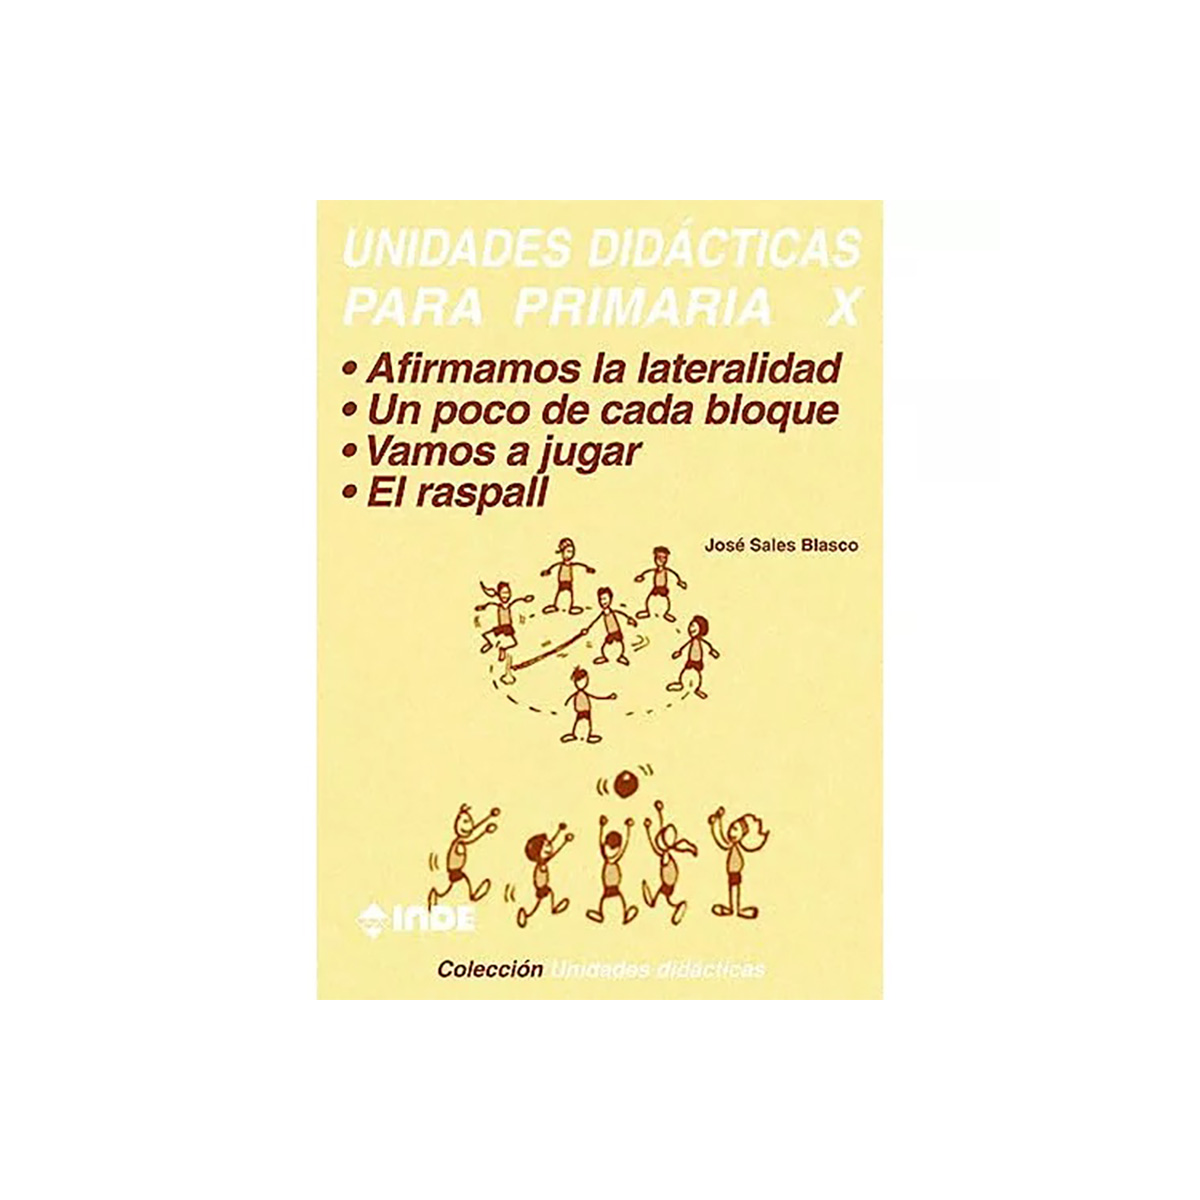 UNIDADES DIDÁCTICAS
PARA PRIMARIA X
• Afirmamos la lateralidad
• Un poco de cada bloque
• Vamos a jugar
• El raspall
José Sales Blasco
INDE
Colección Unidades didácticas